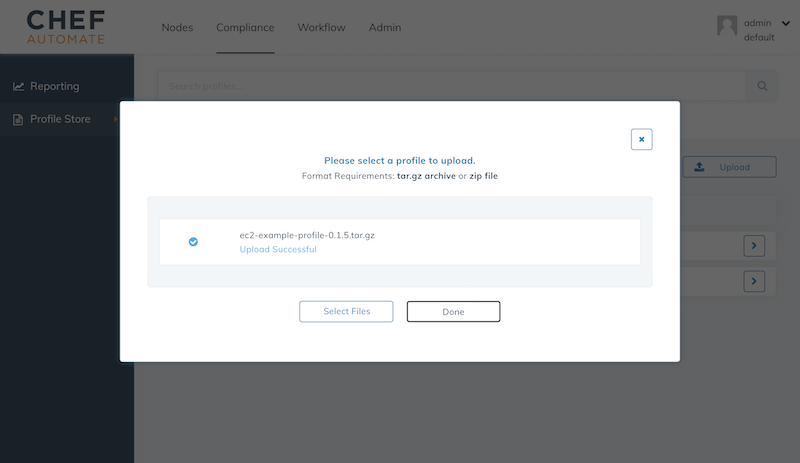 CHEF
AUTOMATE
Nodes
Compliance
Workflow
Admin
admin
default
Reporting
Profile Store
Search profiles...
Upload
Please select a profile to upload.
Format Requirements: tar.gz archive or zip file
ec2-example-profile-0.1.5.tar.gz
Upload Successful
Select Files
Done